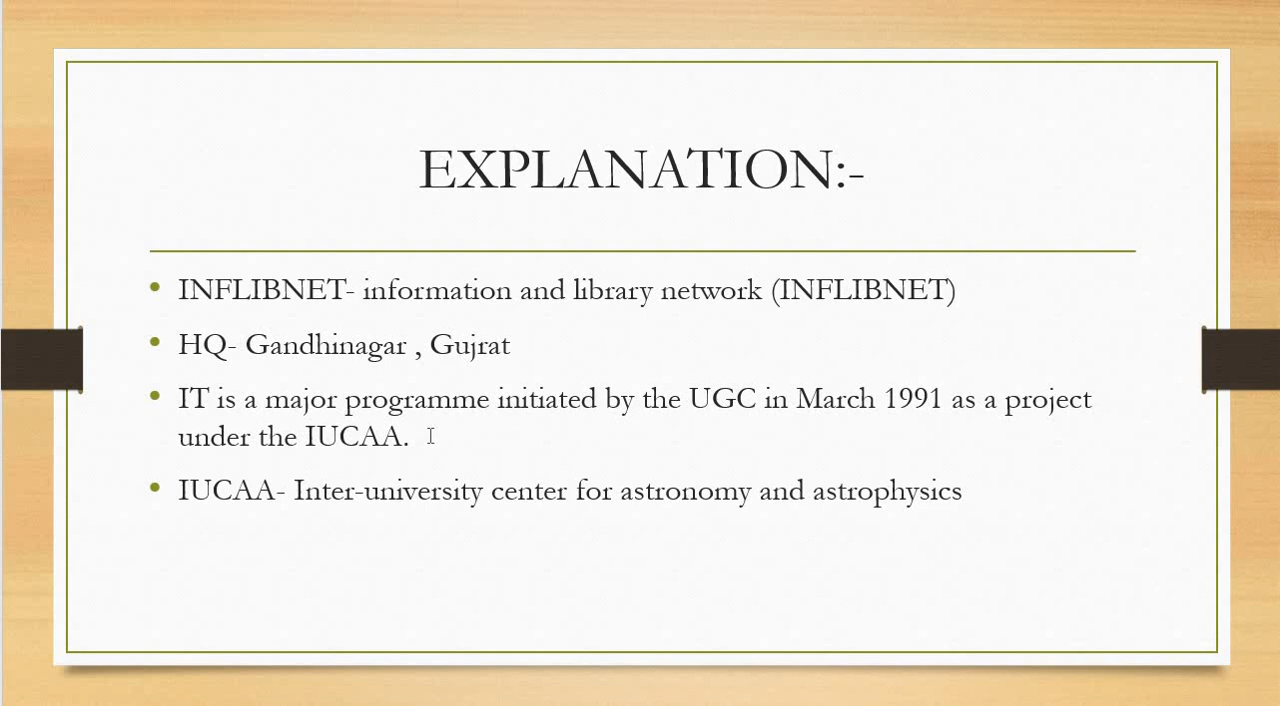 EXPLANATION:-
• INFLIBNET- information and library network (INFLIBNET)
• HQ- Gandhinagar , Gujrat
• IT is a major programme initiated by the UGC in March 1991 as a project
under the IUCAA.
• IUCAA- Inter-university center for astronomy and astrophysics